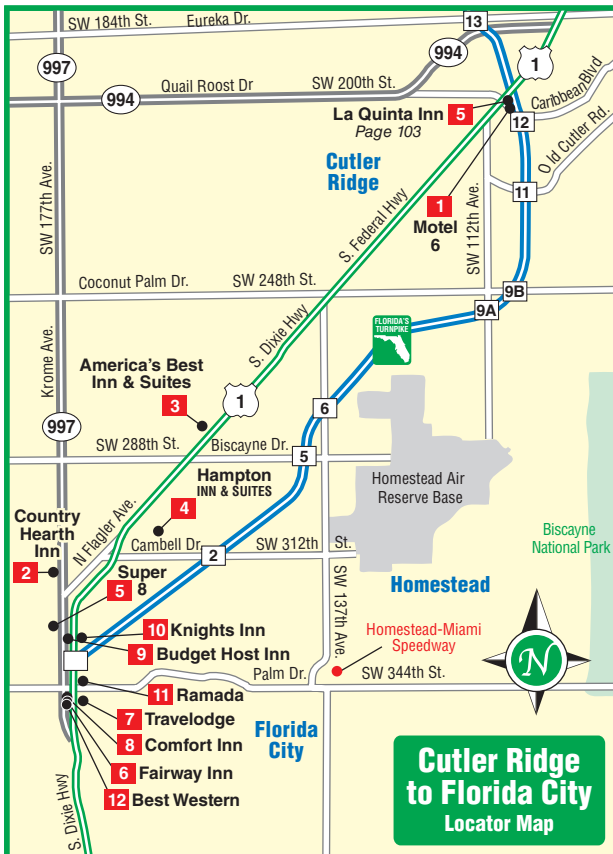 SW 184th St.
Eureka Dr.
13
997
994
1
Quail Roost Dr
SW 200th St.
994
La Quinta Inn 5
Page 103
12
Caribbean Blvd
Old Cutler Rd.
Cutler
Ridge
11
SW 177th Ave.
1
Motel
6
SW 112th Ave.
S. Federal Hwy
Coconut Palm Dr.
SW 248th St.
9B
9A
S. Dixie Hwy
FLORIDA'S
TURNPIKE
Krome Ave.
America's Best
Inn & Suites
3
1
6
997
SW 288th St.
Biscayne Dr.
5
Hampton
INN & SUITES
4
Homestead Air
Reserve Base
N Flagler Ave.
Country
Hearth
Inn
2
Cambell Dr.
2
SW 312th St.
Biscayne
National Park
Super
5 8
Homestead
SW 137th Ave.
10 Knights Inn
9 Budget Host Inn
Homestead-Miami
Speedway
N
Palm Dr.
SW 344th St.
11 Ramada
7 Travelodge
8 Comfort Inn
6 Fairway Inn
12 Best Western
Florida
City
S. Dixie Hwy
Cutler Ridge
to Florida City
Locator Map